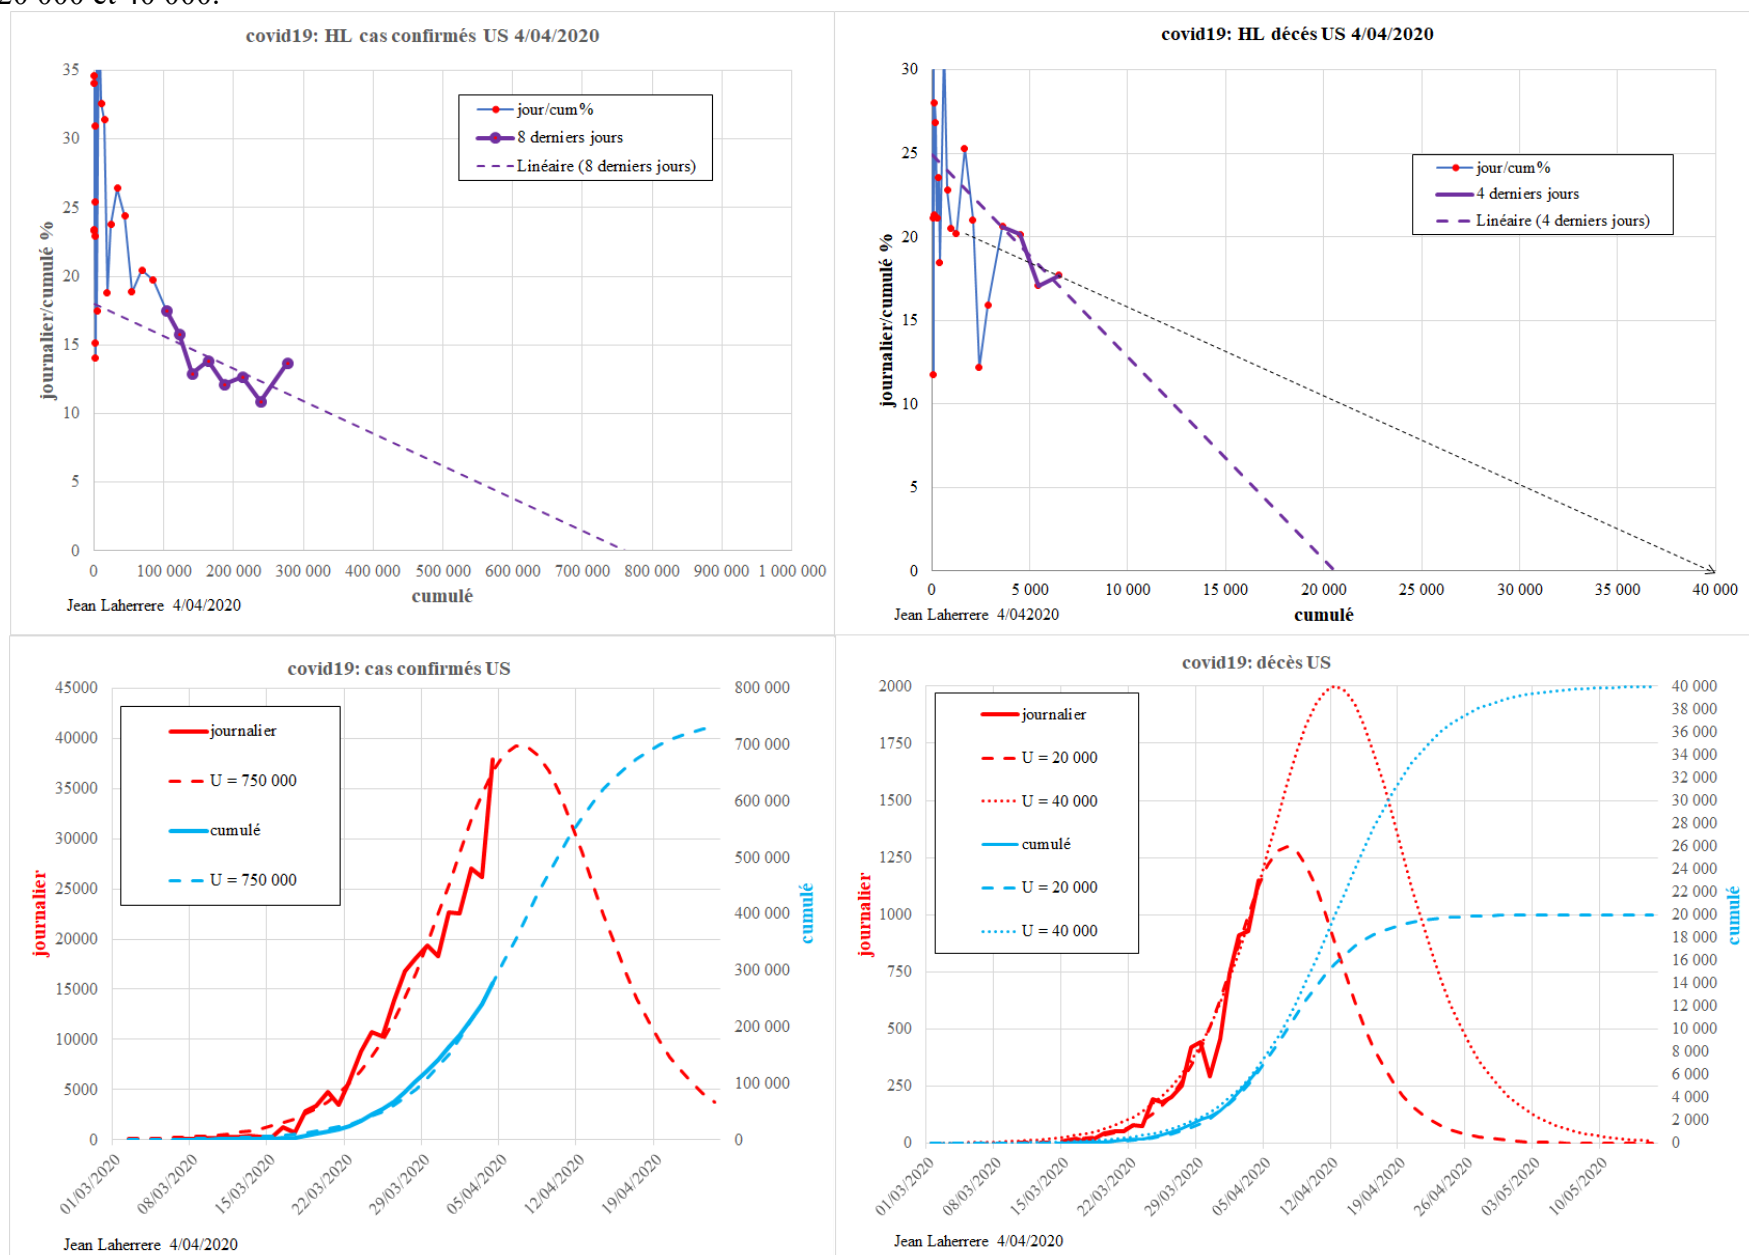 20 000 et 40 000.
covid19: HL cas confirmés US 4/04/2020
35
30
25
20
15
10
5
0
journalier/cumulé %
jour/cum%
8 derniers jours
Linéaire (8 derniers jours)
0 100 000 200 000 300 000 400 000 500 000 600 000 700 000 800 000 900 000 1 000 000
cumulé
Jean Laherrere 4/04/2020
covid19: HL décés US 4/04/2020
30
25
20
15
10
5
0
journalier/cumulé %
jour/cum%
4 derniers jours
Linéaire (4 derniers jours)
0 5 000 10 000 15 000 20 000 25 000 30 000 35 000 40 000
cumulé
Jean Laherrere 4/042020
covid19: cas confirmés US
45000
40000
35000
30000
25000
20000
15000
10000
5000
0
journalier
journalier
U = 750 000
cumulé
U = 750 000
800 000
700 000
600 000
500 000
400 000
300 000
200 000
100 000
0
cumulé
01/03/2020 08/03/2020 15/03/2020 22/03/2020 29/03/2020 05/04/2020 12/04/2020 19/04/2020
Jean Laherrere 4/04/2020
covid19: décès US
2000
1750
1500
1250
1000
750
500
250
0
journalier
journalier
U = 20 000
U = 40 000
cumulé
U = 20 000
U = 40 000
40 000
38 000
36 000
34 000
32 000
30 000
28 000
26 000
24 000
22 000
20 000
18 000
16 000
14 000
12 000
10 000
8 000
6 000
4 000
2 000
0
cumulé
01/03/2020 08/03/2020 15/03/2020 22/03/2020 29/03/2020 05/04/2020 12/04/2020 19/04/2020 26/04/2020 03/05/2020 10/05/2020
Jean Laherrere 4/04/2020